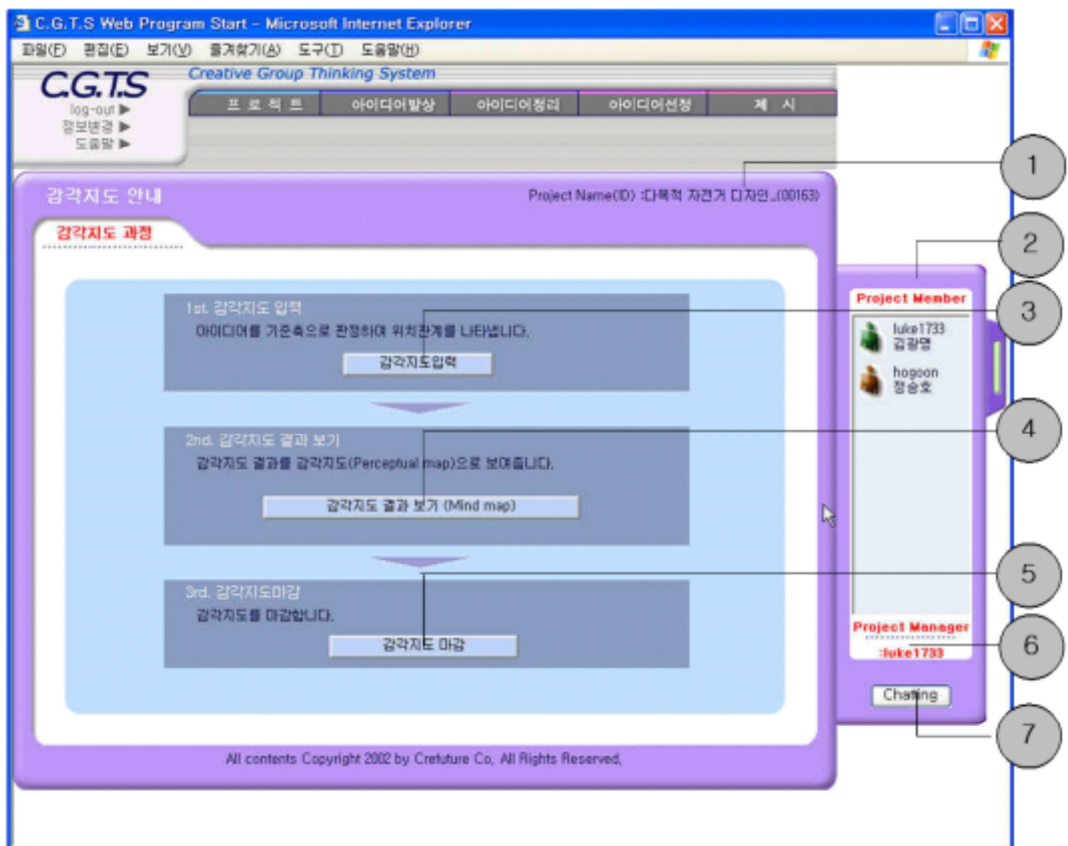 C.G.T.S Web Program Start - Microsoft Internet Explorer
파일(F) 편집(E) 보기(V) 즐겨찾기(A) 도구(T) 도움말(H)
C.G.T.S
Creative Group Thinking System
log-out ▶
정보변경 ▶
도움말 ▶
프 로 젝 트 아이디어발상 아이디어정리 아이디어선정 제 시
감각지도 안내
Project Name(ID) :다목적 자전거 디자인_(00163)
1
감각지도 과정
2
1st. 감각지도 입력
아이디어를 기준축으로 판정하여 위치관계를 나타냅니다.
감각지도입력
3
Project Member
luke1733
김광명
hogoon
정승호
2nd. 감각지도 결과 보기
감각지도 결과를 감각지도(Perceptual map)으로 보여줍니다.
감각지도 결과 보기 (Mind map)
4
3rd. 감각지도마감
감각지도를 마감합니다.
감각지도 마감
5
Project Manager
:luke1733
6
Chatting
7
All contents Copyright 2002 by Crefuture Co, All Rights Reserved,